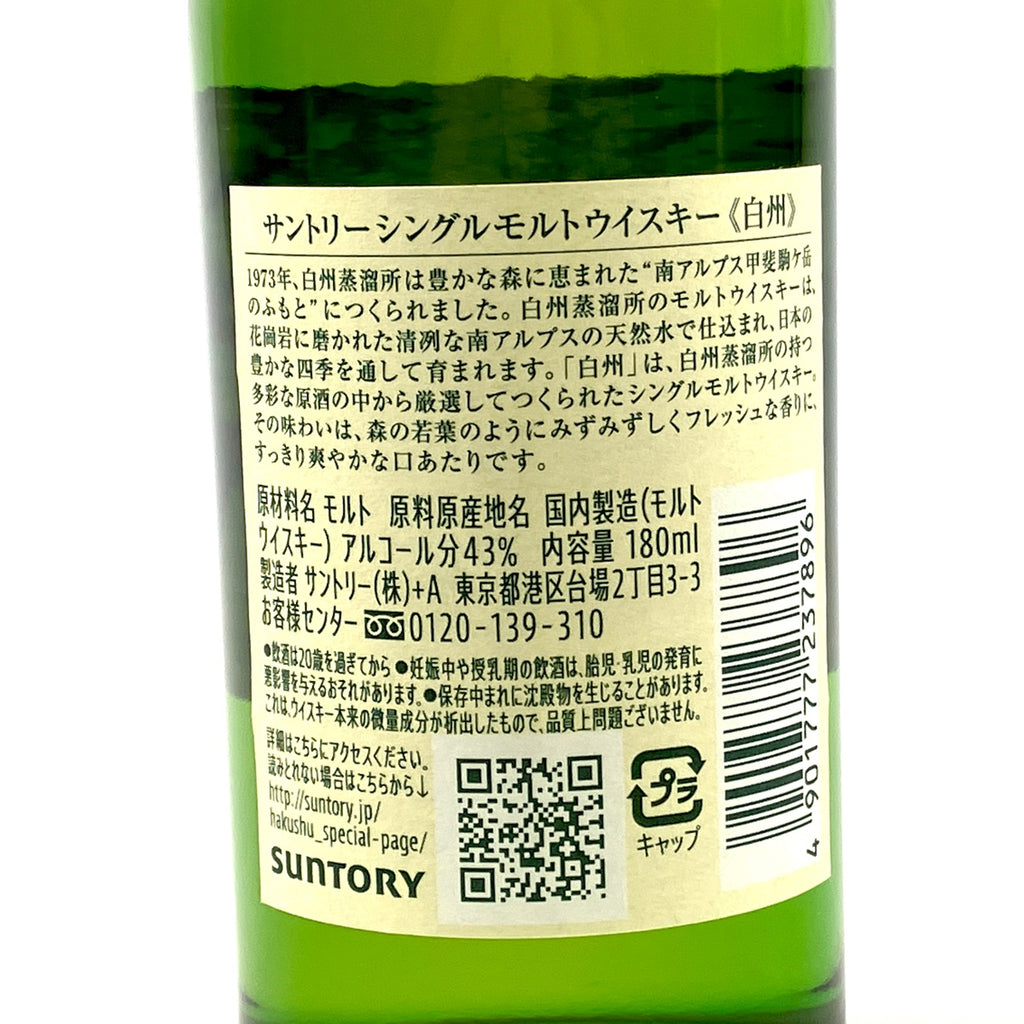 サントリーシングルモルトウイスキー《白州》
1973年、白州蒸溜所は豊かな森に恵まれた“南アルプス甲斐駒ケ岳
のふもと”につくられました。白州蒸溜所のモルトウイスキーは、
花崗岩に磨かれた清冽な南アルプスの天然水で仕込まれ、日本の
豊かな四季を通して育まれます。「白州」は、白州蒸溜所の持つ
多彩な原酒の中から厳選してつくられたシングルモルトウイスキー。
その味わいは、森の若葉のようにみずみずしくフレッシュな香りに、
すっきり爽やかな口あたりです。
原材料名 モルト 原料原産地名 国内製造(モルト
ウイスキー) アルコール分43% 内容量 180ml
製造者 サントリー(株)+A 東京都港区台場2丁目3-3
お客様センター 0120-139-310
●飲酒は20歳を過ぎてから ●妊娠中や授乳期の飲酒は、胎児・乳児の発育に
悪影響を与えるおそれがあります。●保存中まれに沈殿物を生じることがあります。
これは、ウイスキー本来の微量成分が析出したもので、品質上問題ございません。
詳細はこちらにアクセスください。
読みとれない場合はこちらから↓
http://suntory.jp/
hakushu_special-page/
SUNTORY
プラ
キャップ
4 901777 237896